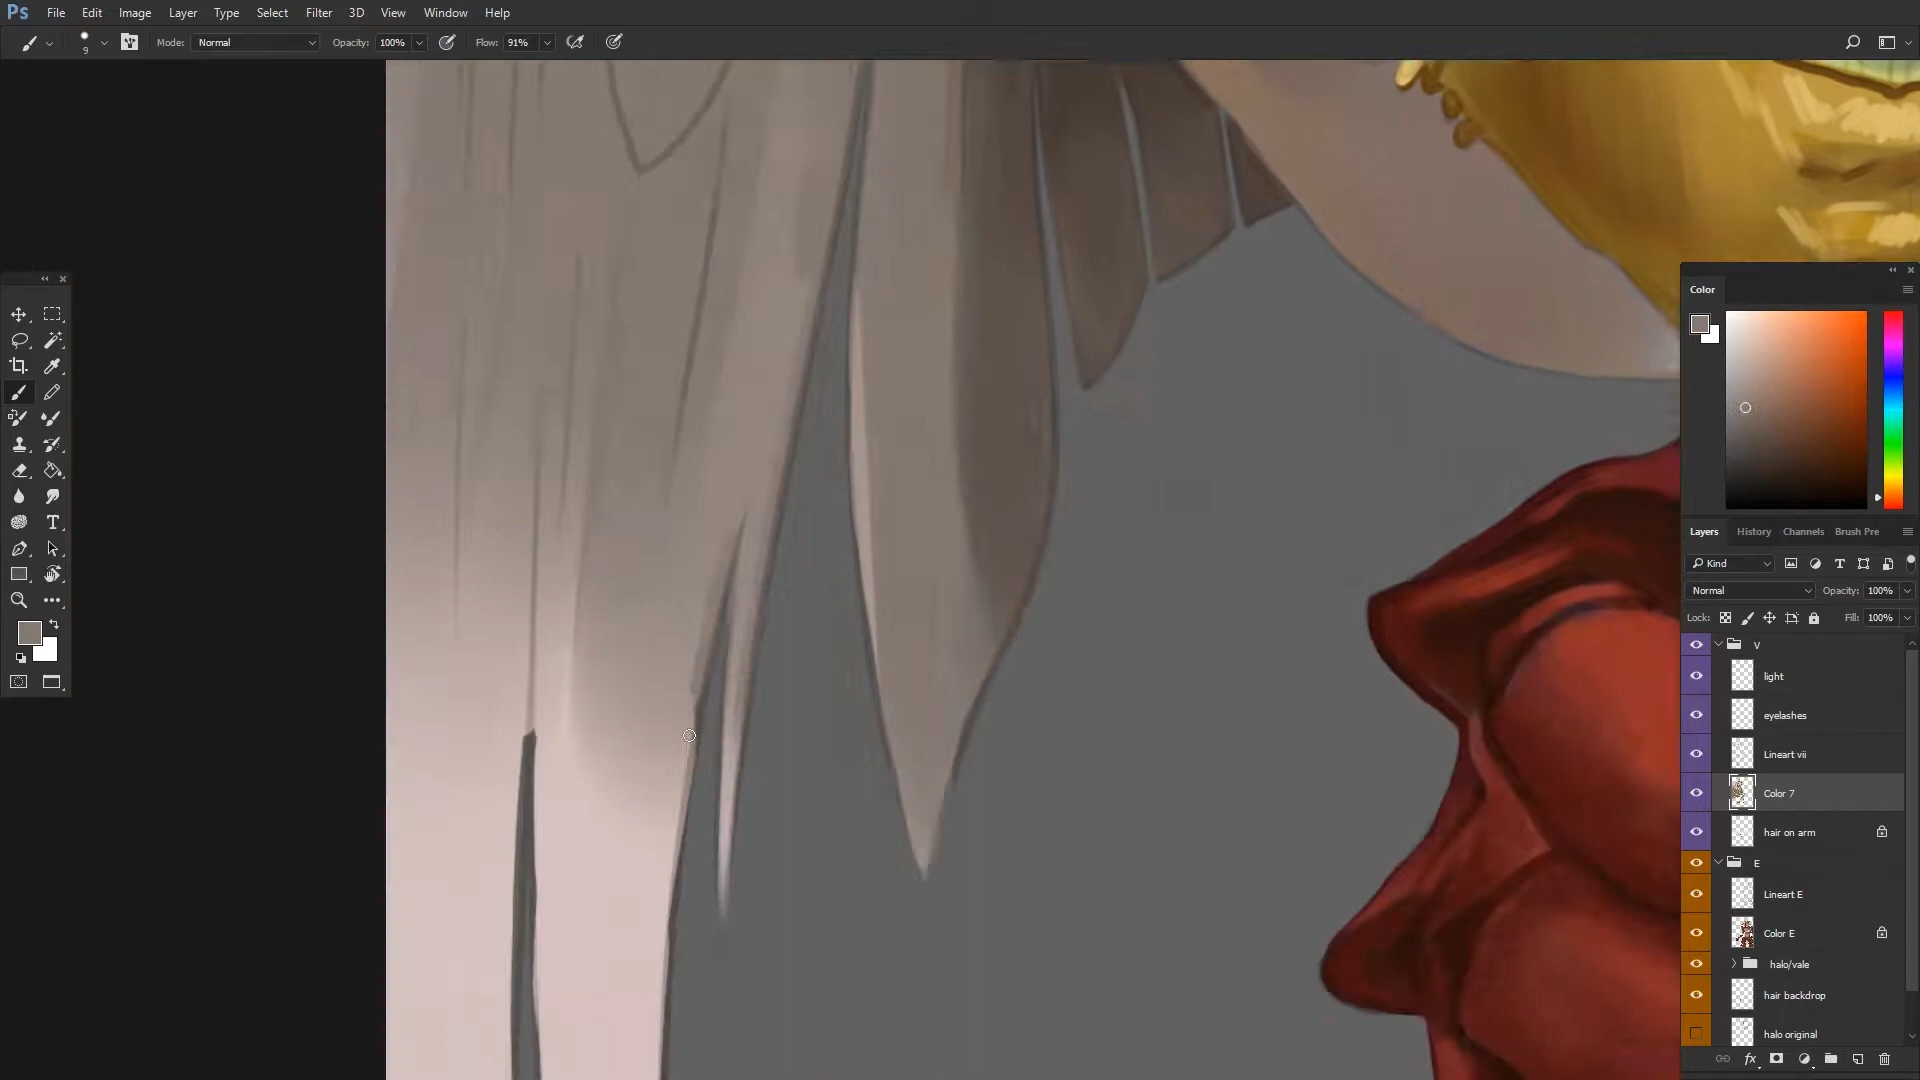 Ps File Edit Image Layer Type Select Filter 3D View Window Help
9 Mode: Normal Opacity: 100% Flow: 91%
Color
Layers History Channels Brush Pre
Kind
Normal Opacity: 100%
Lock: Fill: 100%
V
light
eyelashes
Lineart vii
Color 7
hair on arm
E
Lineart E
Color E
halo/vale
hair backdrop
halo original
fx